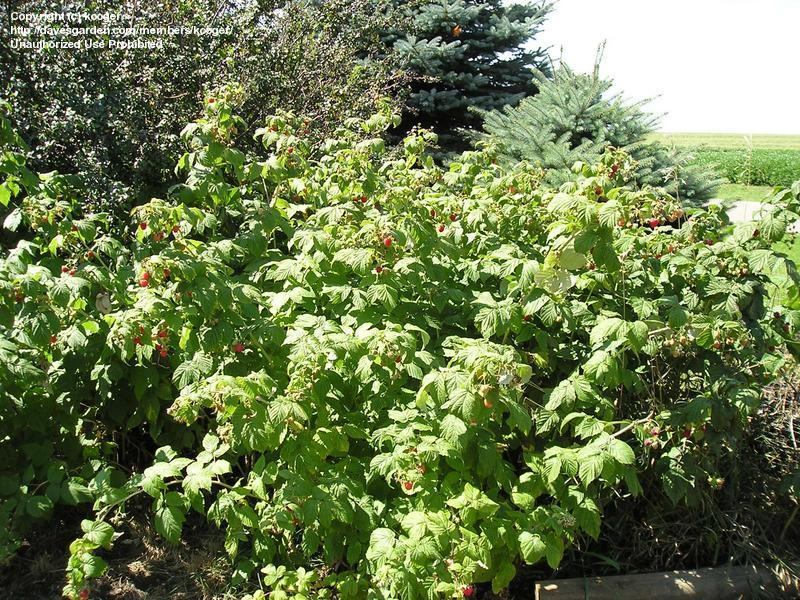 Copyright (c) kooger
http://davesgarden.com/members/kooger/
Unauthorized Use Prohibited